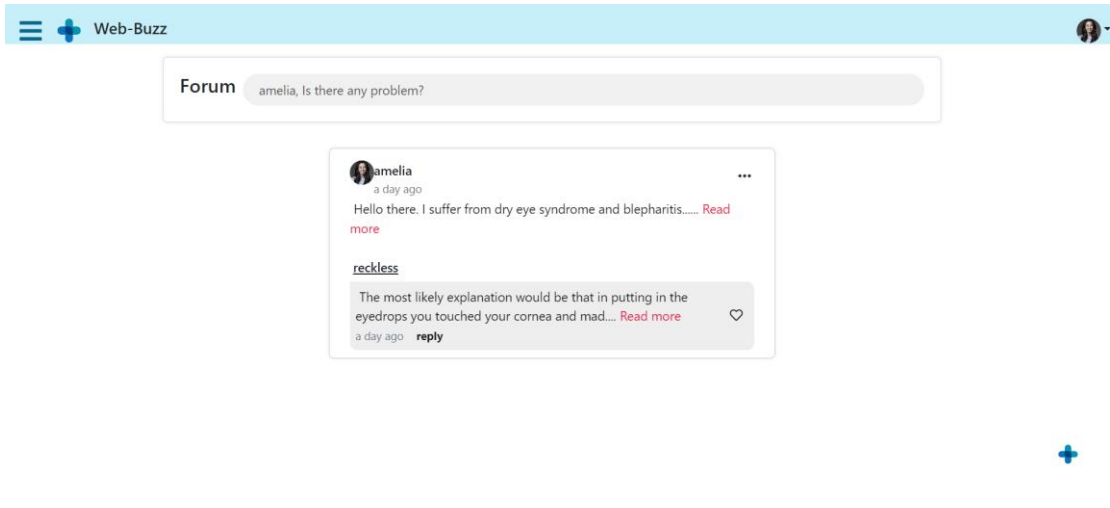 Web-Buzz
Forum
amelia, Is there any problem?
amelia
a day ago
Hello there. I suffer from dry eye syndrome and blepharitis...... Read
more
reckless
The most likely explanation would be that in putting in the
eyedrops you touched your cornea and mad.... Read more
a day ago reply